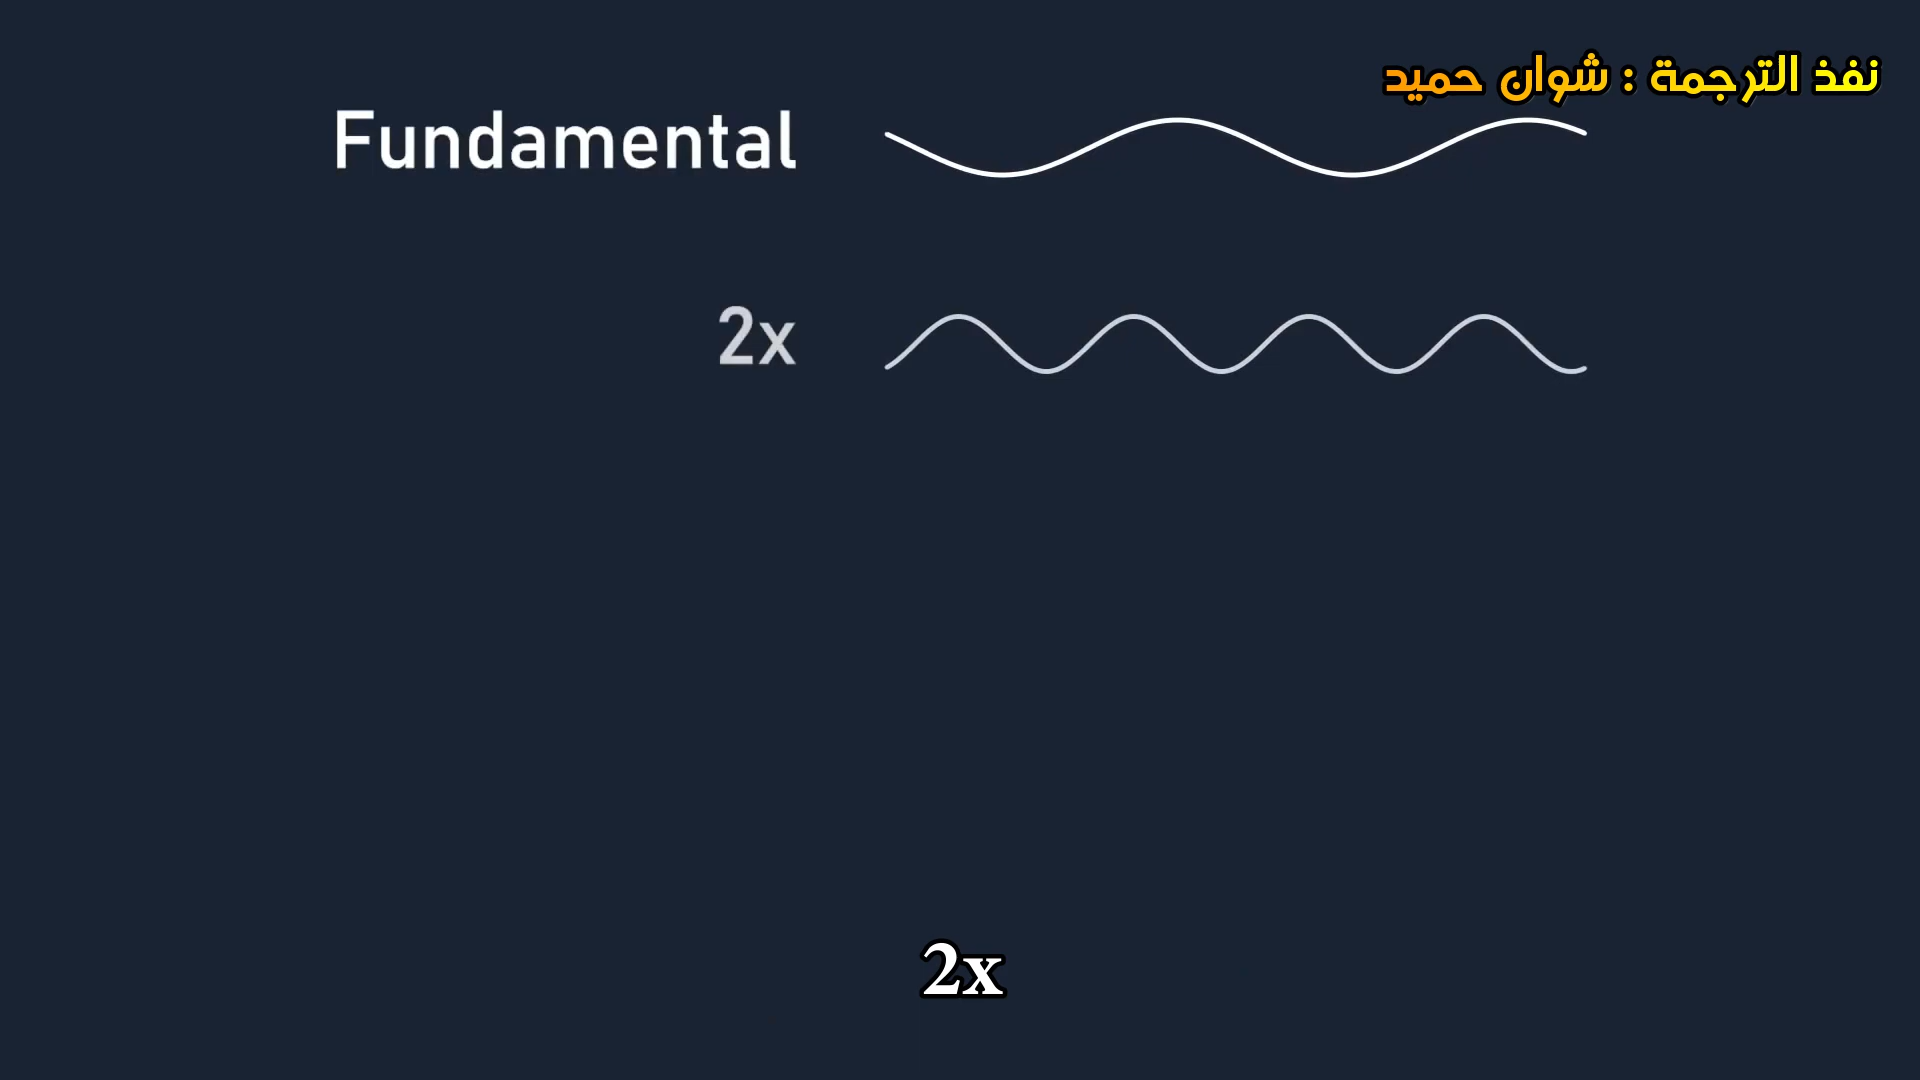 نفذ الترجمة : شوان حميد
Fundamental
2x
2x